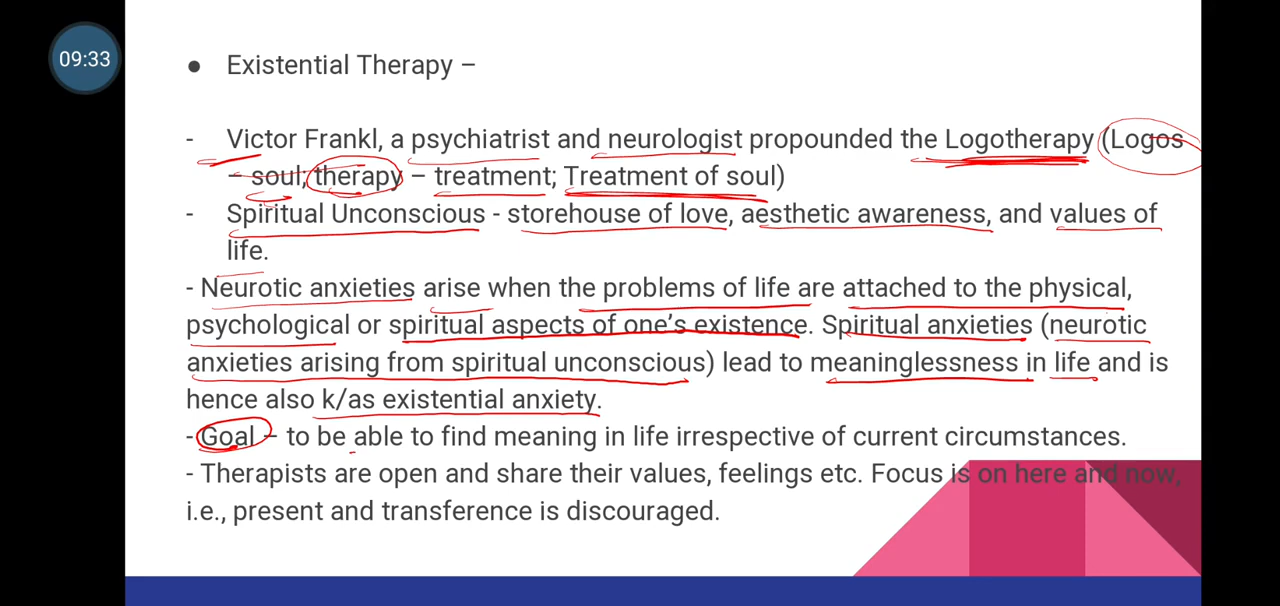 09:33
● Existential Therapy –
- Victor Frankl, a psychiatrist and neurologist propounded the Logotherapy (Logos
– soul; therapy – treatment; Treatment of soul)
- Spiritual Unconscious - storehouse of love, aesthetic awareness, and values of
life.
- Neurotic anxieties arise when the problems of life are attached to the physical,
psychological or spiritual aspects of one’s existence. Spiritual anxieties (neurotic
anxieties arising from spiritual unconscious) lead to meaninglessness in life and is
hence also k/as existential anxiety.
- Goal – to be able to find meaning in life irrespective of current circumstances.
- Therapists are open and share their values, feelings etc. Focus is on here and now,
i.e., present and transference is discouraged.